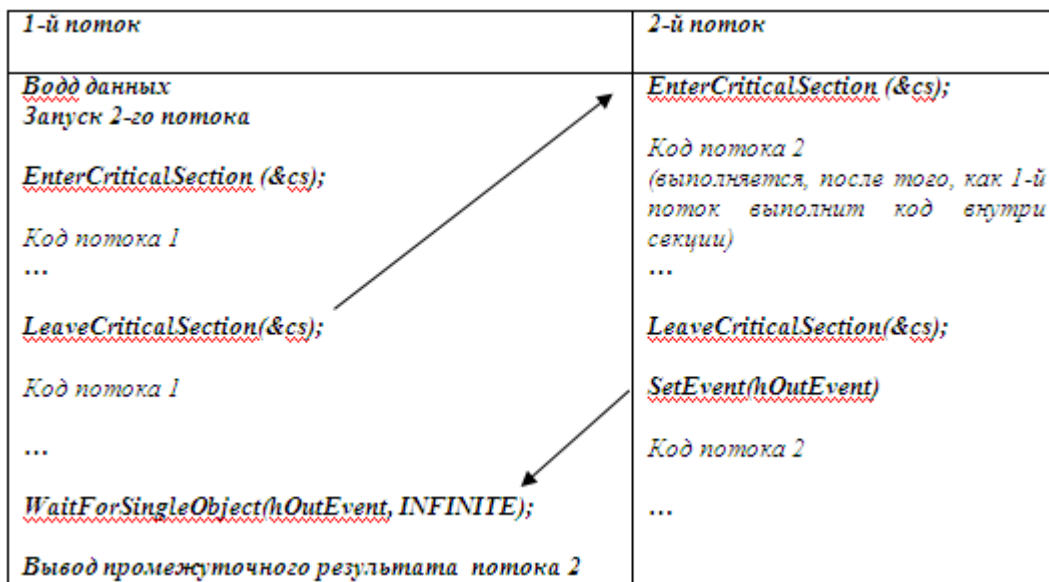 1-й поток
2-й поток
Водд данных
Запуск 2-го потока
EnterCriticalSection (&cs);
Код потока 1
...
LeaveCriticalSection(&cs);
Код потока 1
...
WaitForSingleObject(hOutEvent, INFINITE);
Вывод промежуточного результата потока 2
EnterCriticalSection (&cs);
Код потока 2
(выполняется, после того, как 1-й
поток выполнит код внутри
секции)
...
LeaveCriticalSection(&cs);
SetEvent(hOutEvent)
Код потока 2
...